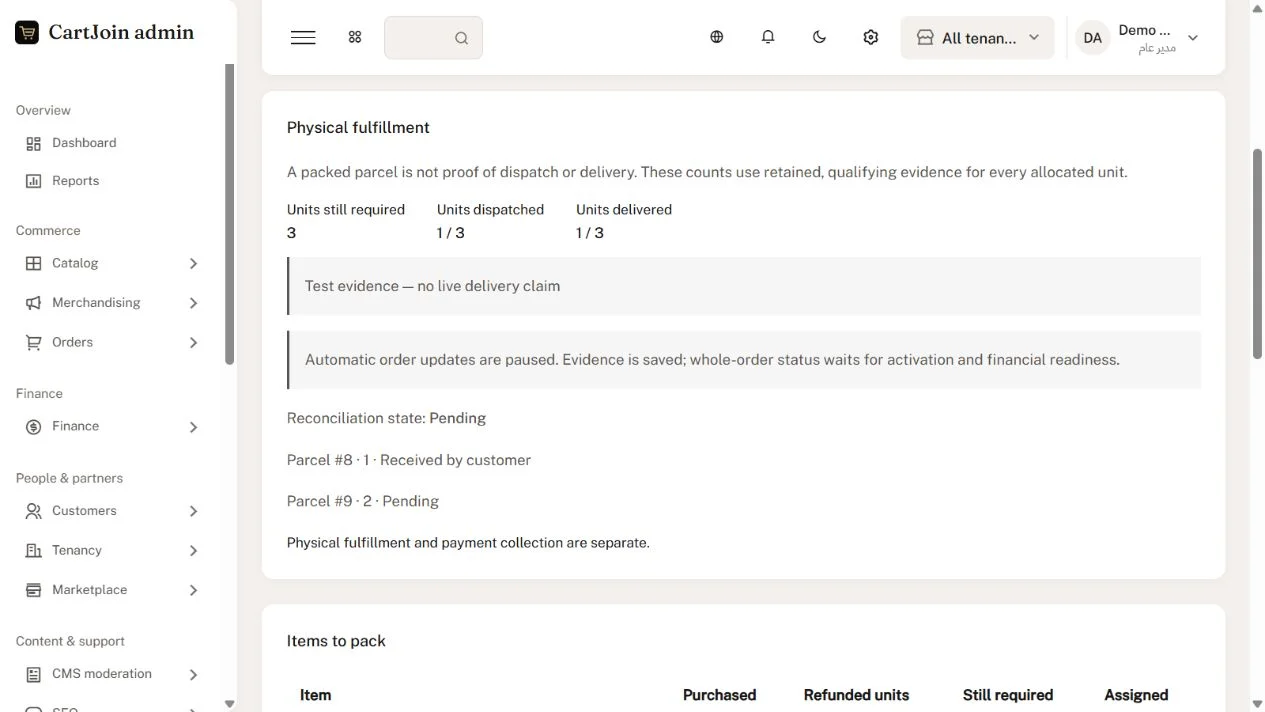 CartJoin admin
All tenan...
DA
Demo ...
مدير عام
Overview
Dashboard
Reports
Commerce
Catalog
Merchandising
Orders
Finance
Finance
People & partners
Customers
Tenancy
Marketplace
Content & support
CMS moderation
SEO
Physical fulfillment
A packed parcel is not proof of dispatch or delivery. These counts use retained, qualifying evidence for every allocated unit.
Units still required Units dispatched Units delivered
3 1 / 3 1 / 3
Test evidence — no live delivery claim
Automatic order updates are paused. Evidence is saved; whole-order status waits for activation and financial readiness.
Reconciliation state: Pending
Parcel #8 · 1 · Received by customer
Parcel #9 · 2 · Pending
Physical fulfillment and payment collection are separate.
Items to pack
Item Purchased Refunded units Still required Assigned